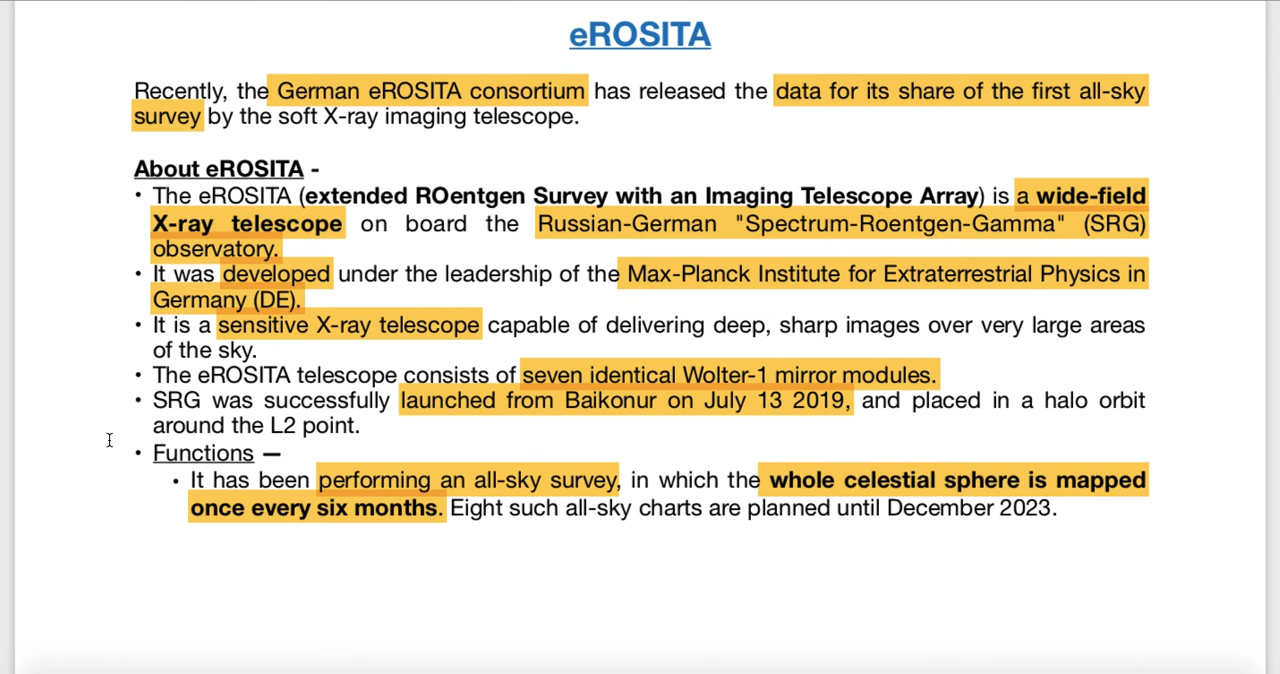 eROSITA
Recently, the German eROSITA consortium has released the data for its share of the first all-sky
survey by the soft X-ray imaging telescope.
About eROSITA -
• The eROSITA (extended ROentgen Survey with an Imaging Telescope Array) is a wide-field
X-ray telescope on board the Russian-German "Spectrum-Roentgen-Gamma" (SRG)
observatory.
• It was developed under the leadership of the Max-Planck Institute for Extraterrestrial Physics in
Germany (DE).
• It is a sensitive X-ray telescope capable of delivering deep, sharp images over very large areas
of the sky.
• The eROSITA telescope consists of seven identical Wolter-1 mirror modules.
• SRG was successfully launched from Baikonur on July 13 2019, and placed in a halo orbit
around the L2 point.
• Functions —
• It has been performing an all-sky survey, in which the whole celestial sphere is mapped
once every six months. Eight such all-sky charts are planned until December 2023.